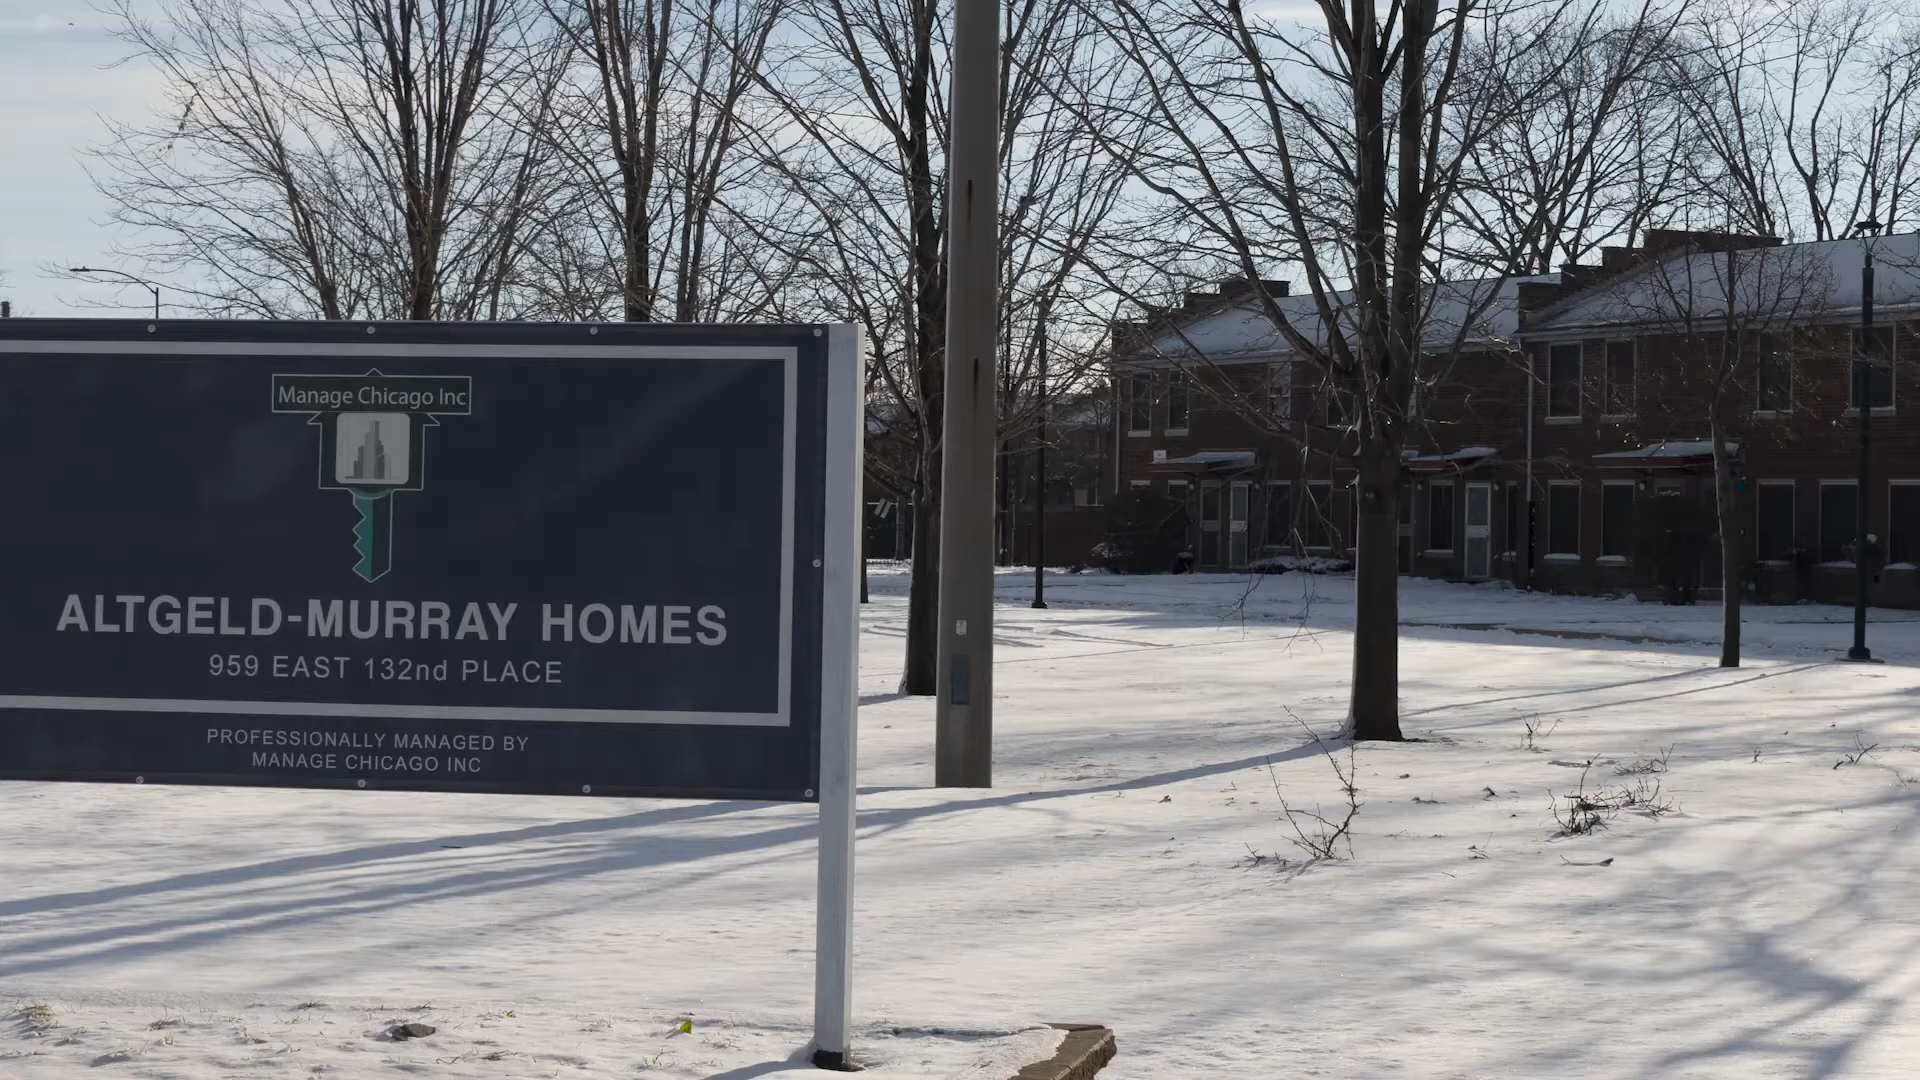 Manage Chicago Inc
ALTGELD-MURRAY HOMES
959 EAST 132nd PLACE
PROFESSIONALLY MANAGED BY
MANAGE CHICAGO INC